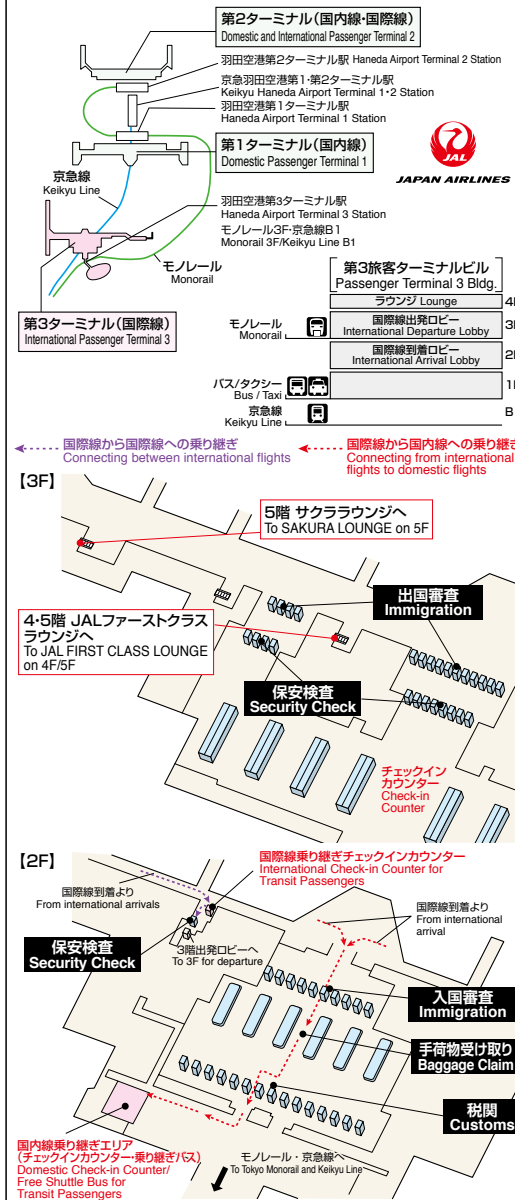 第2ターミナル（国内線・国際線）
Domestic and International Passenger Terminal 2
羽田空港第2ターミナル駅 Haneda Airport Terminal 2 Station
京急羽田空港第1・第2ターミナル駅
Keikyu Haneda Airport Terminal 1・2 Station
羽田空港第1ターミナル駅
Haneda Airport Terminal 1 Station
第1ターミナル（国内線）
Domestic Passenger Terminal 1
JAL
JAPAN AIRLINES
京急線
Keikyu Line
羽田空港第3ターミナル駅
Haneda Airport Terminal 3 Station
モノレール3F・京急線B1
Monorail 3F/Keikyu Line B1
モノレール
Monorail
第3ターミナル（国際線）
International Passenger Terminal 3
第3旅客ターミナルビル
Passenger Terminal 3 Bldg.
ラウンジ Lounge
4
モノレール
Monorail
国際線出発ロビー
International Departure Lobby
3
国際線到着ロビー
International Arrival Lobby
2
バス/タクシー
Bus / Taxi
1
京急線
Keikyu Line
B
国際線から国際線への乗り継ぎ
Connecting between international flights
国際線から国内線への乗り継ぎ
Connecting from international
flights to domestic flights
【3F】
5階 サクララウンジへ
To SAKURA LOUNGE on 5F
出国審査
Immigration
4・5階 JALファーストクラス
ラウンジへ
To JAL FIRST CLASS LOUNGE
on 4F/5F
保安検査
Security Check
チェックイン
カウンター
Check-in
Counter
【2F】
国際線乗り継ぎチェックインカウンター
International Check-in Counter for
Transit Passengers
国際線到着より
From international arrivals
国際線到着より
From international
arrival
保安検査
Security Check
3階出発ロビーへ
To 3F for departure
入国審査
Immigration
手荷物受け取り
Baggage Claim
税関
Customs
国内線乗り継ぎエリア
（チェックインカウンター・乗り継ぎバス）
Domestic Check-in Counter/
Free Shuttle Bus for
Transit Passengers
モノレール・京急線へ
To Tokyo Monorail and Keikyu Line